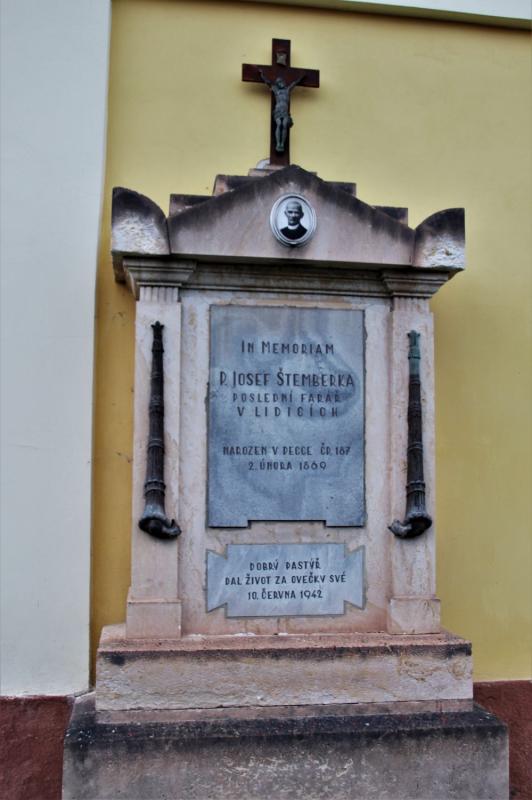 IN MEMORIAM
P. JOSEF ŠTEMBERKA
POSLEDNÍ FARÁŘ
V LIDICÍCH
NAROZEN V PECCE ČP. 187
2. ÚNORA 1869
DOBRÝ PASTÝŘ
DAL ŽIVOT ZA OVEČKY SVÉ
10. ČERVNA 1942